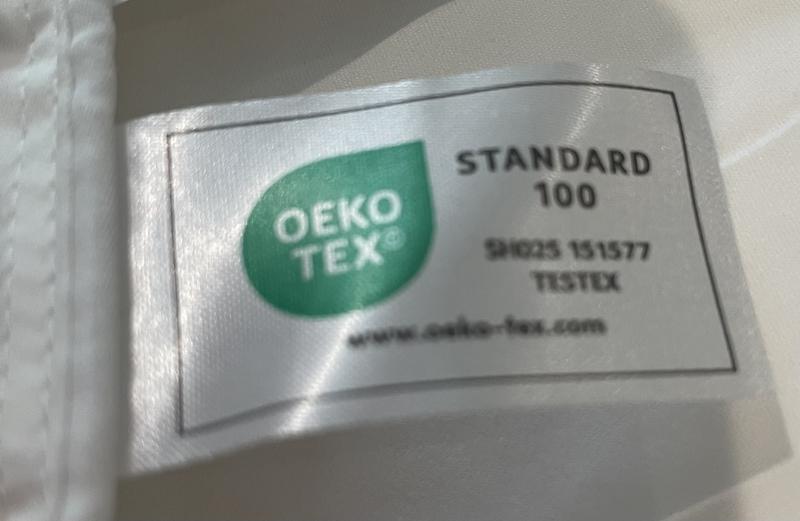 OEKO
TEX®
STANDARD
100
SH025 151577
TESTEX
www.oeko-tex.com